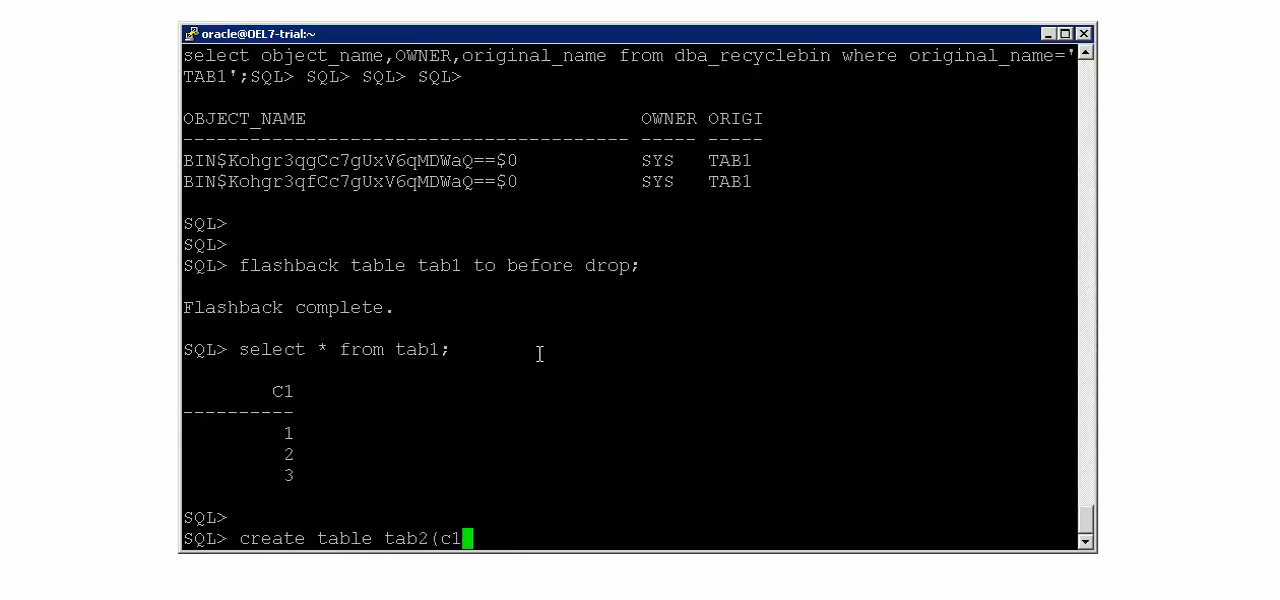 oracle@OEL7-trial:~
select object_name,OWNER,original_name from dba_recyclebin where original_name='
TAB1';SQL> SQL> SQL> SQL>
OBJECT_NAME OWNER ORIGI
---------------------------------------- ----- -----
BIN$Kohgr3qgCc7gUxV6qMDWaQ==$0 SYS TAB1
BIN$Kohgr3qfCc7gUxV6qMDWaQ==$0 SYS TAB1
SQL>
SQL>
SQL> flashback table tab1 to before drop;
Flashback complete.
SQL> select * from tab1;
C1
----------
1
2
3
SQL>
SQL> create table tab2(c1